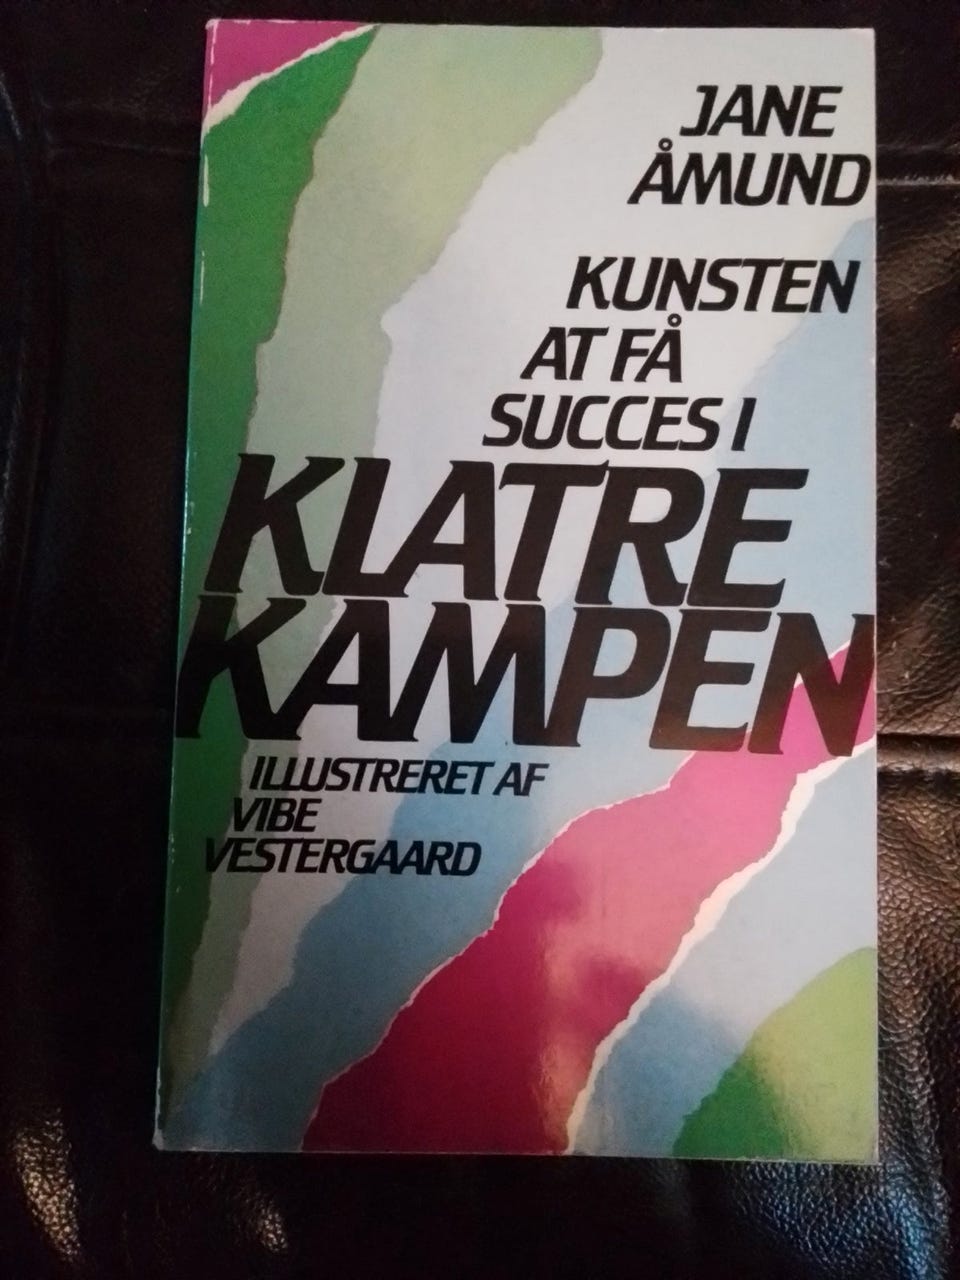 JANE
ÅMUND
KUNSTEN
AT FÅ
SUCCES I
KLATRE
KAMPEN
ILLUSTRERET AF
VIBE
VESTERGAARD